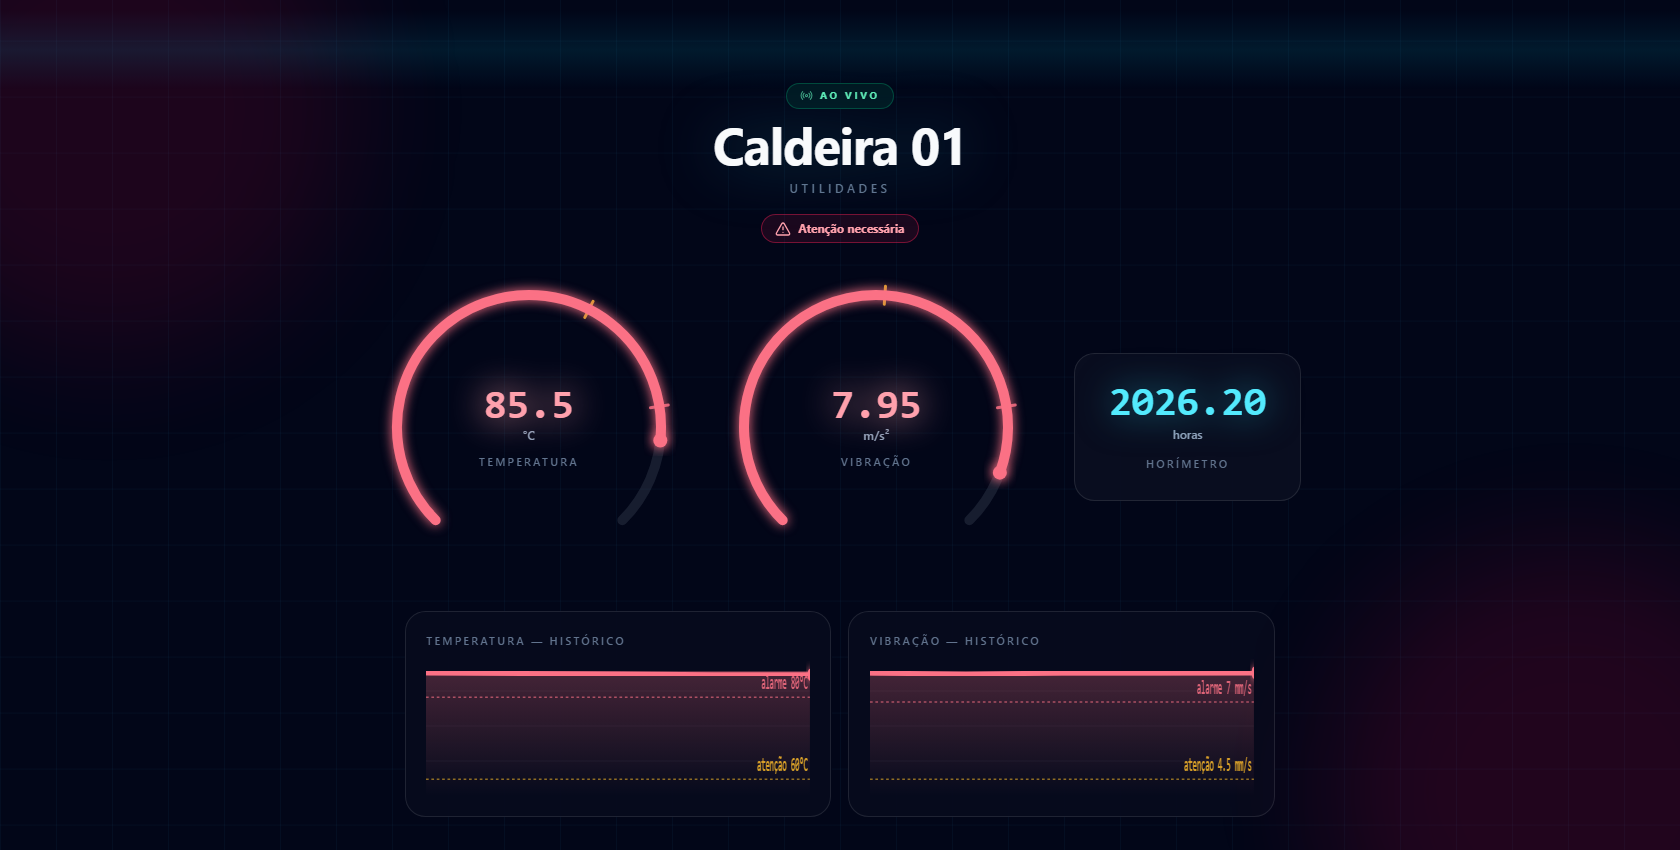 AO VIVO
Caldeira 01
UTILIDADES
Atenção necessária
85.5
°C
TEMPERATURA
7.95
m/s²
VIBRAÇÃO
2026.20
horas
HORÍMETRO
TEMPERATURA — HISTÓRICO
alarme 80°C
atenção 60°C
VIBRAÇÃO — HISTÓRICO
alarme 7 mm/s
atenção 4.5 mm/s